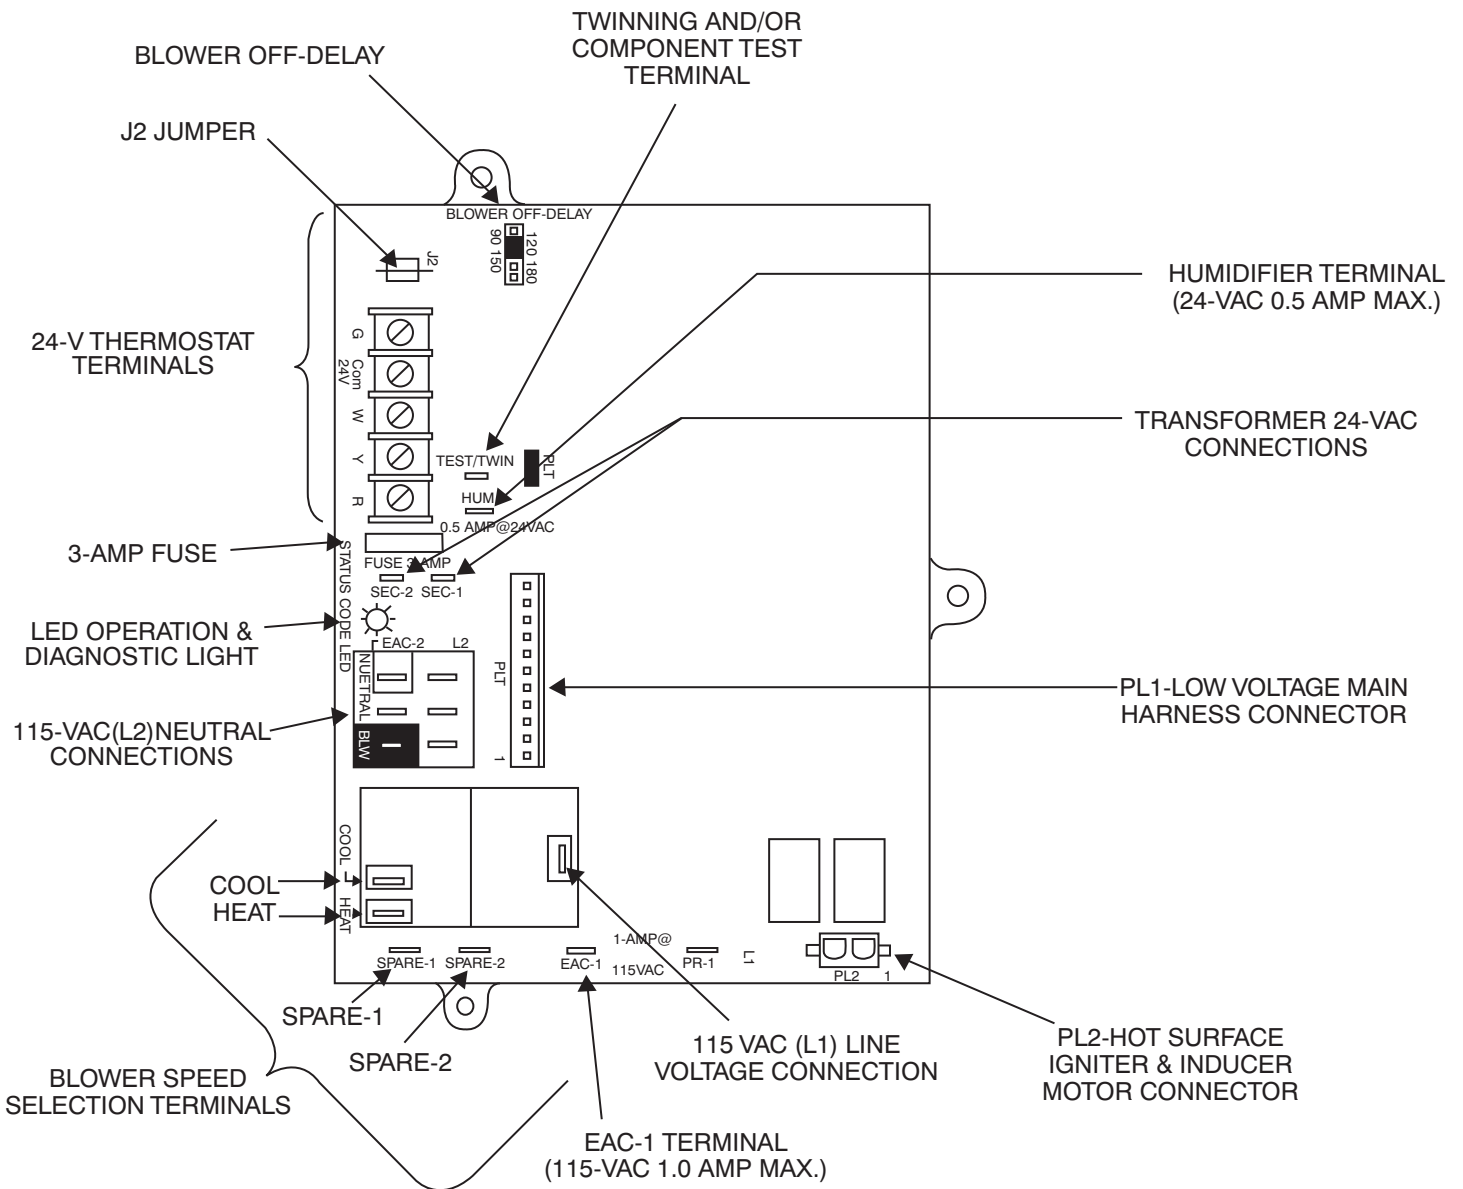 TWINNING AND/OR
COMPONENT TEST
TERMINAL
BLOWER OFF-DELAY
J2 JUMPER
BLOWER OFF-DELAY
90 150
120 180
J2
HUMIDIFIER TERMINAL
(24-VAC 0.5 AMP MAX.)
24-V THERMOSTAT
TERMINALS
G
Com
24V
W
Y
R
TRANSFORMER 24-VAC
CONNECTIONS
TEST/TWIN
PLT
HUM
0.5 AMP@24VAC
3-AMP FUSE
FUSE 3-AMP
SEC-2 SEC-1
STATUS CODE LED
LED OPERATION &
DIAGNOSTIC LIGHT
EAC-2 L2
NUETRAL
BLW
PLT
1
PL1-LOW VOLTAGE MAIN
HARNESS CONNECTOR
115-VAC(L2)NEUTRAL
CONNECTIONS
COOL
HEAT
COOL
HEAT
1-AMP@
115VAC
SPARE-1 SPARE-2 EAC-1 PR-1
L1
PL2 1
SPARE-1
SPARE-2
115 VAC (L1) LINE
VOLTAGE CONNECTION
PL2-HOT SURFACE
IGNITER & INDUCER
MOTOR CONNECTOR
BLOWER SPEED
SELECTION TERMINALS
EAC-1 TERMINAL
(115-VAC 1.0 AMP MAX.)